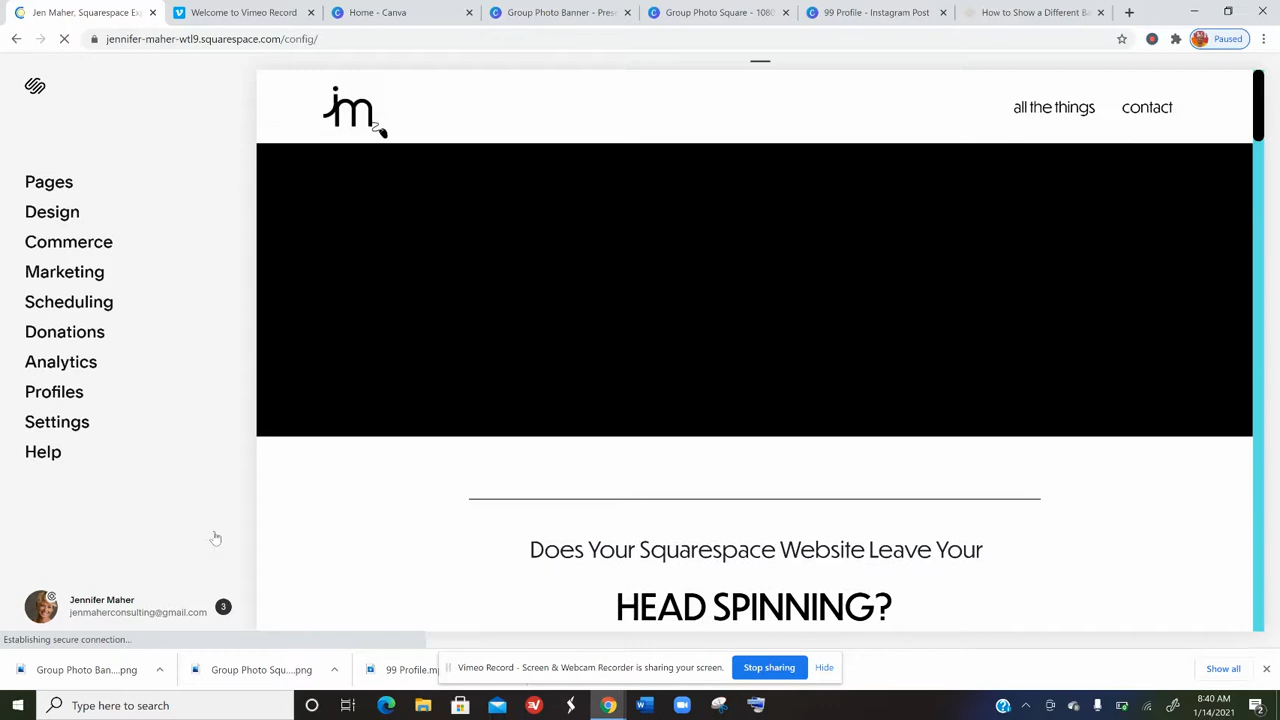 Jen Maher, Squarespace Exp
Welcome to Vimeo Record
Home - Canva
Group Photo Banner - Pres
Group Photo Square - 1080
99 Profile - Instagram Post
How to Show a Different Ba
jennifer-maher-wtl9.squarespace.com/config/
Paused
jm
all the things
contact
Pages
Design
Commerce
Marketing
Scheduling
Donations
Analytics
Profiles
Settings
Help
Does Your Squarespace Website Leave Your
HEAD SPINNING?
Jennifer Maher
jenmaherconsulting@gmail.com
3
Establishing secure connection...
Group Photo Ban....png
Group Photo Squ....png
99 Profile.m
Vimeo Record - Screen & Webcam Recorder is sharing your screen.
Stop sharing
Hide
Show all
Type here to search
8:40 AM
1/14/2021
2